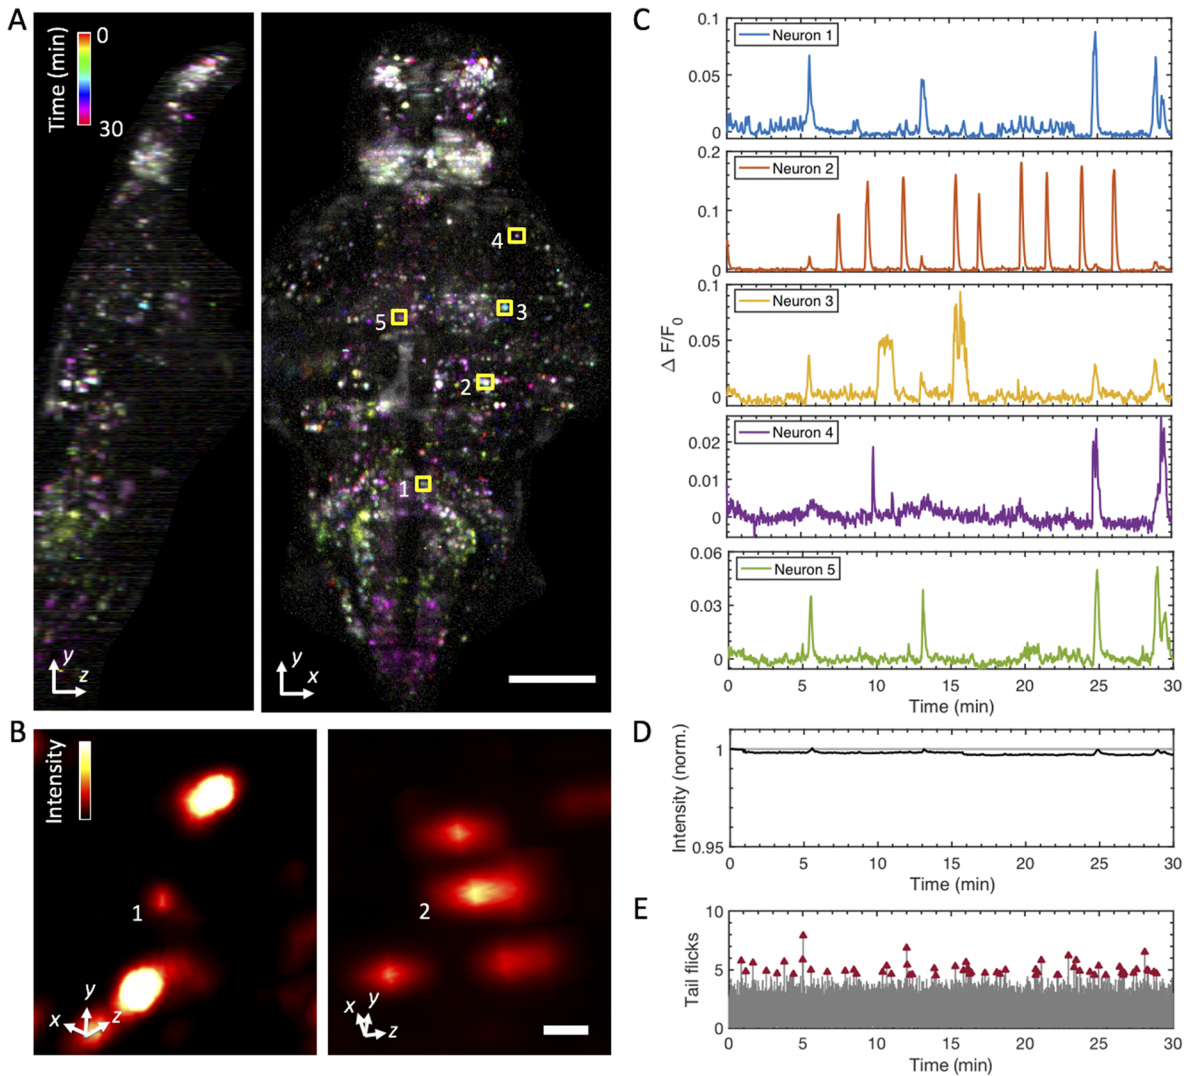 A
Time (min)
0
30
y
z
4
3
5
2
1
y
x
B
Intensity
1
y
x
z
2
y
x
z
C
0.1
0.05
0
Neuron 1
0.2
0.1
0
Neuron 2
0.1
0.05
0
Neuron 3
0.02
0.01
0
Neuron 4
0.06
0.03
0
Neuron 5
Δ F/F0
0 5 10 15 20 25 30
Time (min)
D
Intensity (norm.)
1
0.95
0 5 10 15 20 25 30
Time (min)
E
Tail flicks
10
5
0
0 5 10 15 20 25 30
Time (min)